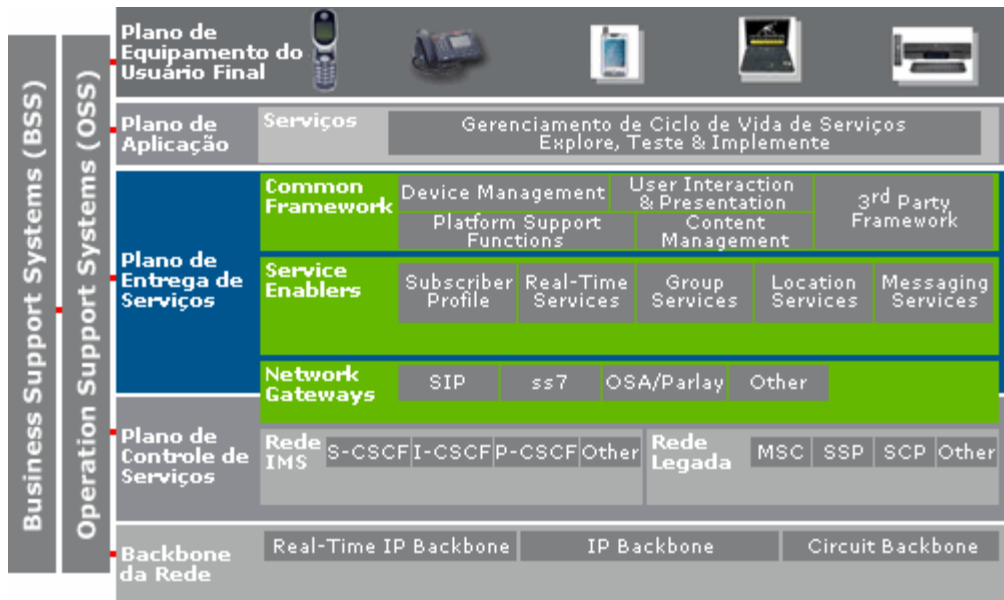 Business Support Systems (BSS)
Operation Support Systems (OSS)
Plano de
Equipamento do
Usuário Final
Plano de
Aplicação
Serviços
Gerenciamento de Ciclo de Vida de Serviços
Explore, Teste & Implemente
Plano de
Entrega de
Serviços
Common
Framework
Device Management
User Interaction
& Presentation
3rd Party
Framework
Platform Support
Functions
Content
Management
Service
Enablers
Subscriber
Profile
Real-Time
Services
Group
Services
Location
Services
Messaging
Services
Network
Gateways
SIP
ss7
OSA/Parlay
Other
Plano de
Controle de
Serviços
Rede
IMS
S-CSCF
I-CSCF
P-CSCF
Other
Rede
Legada
MSC
SSP
SCP
Other
Backbone
da Rede
Real-Time IP Backbone
IP Backbone
Circuit Backbone